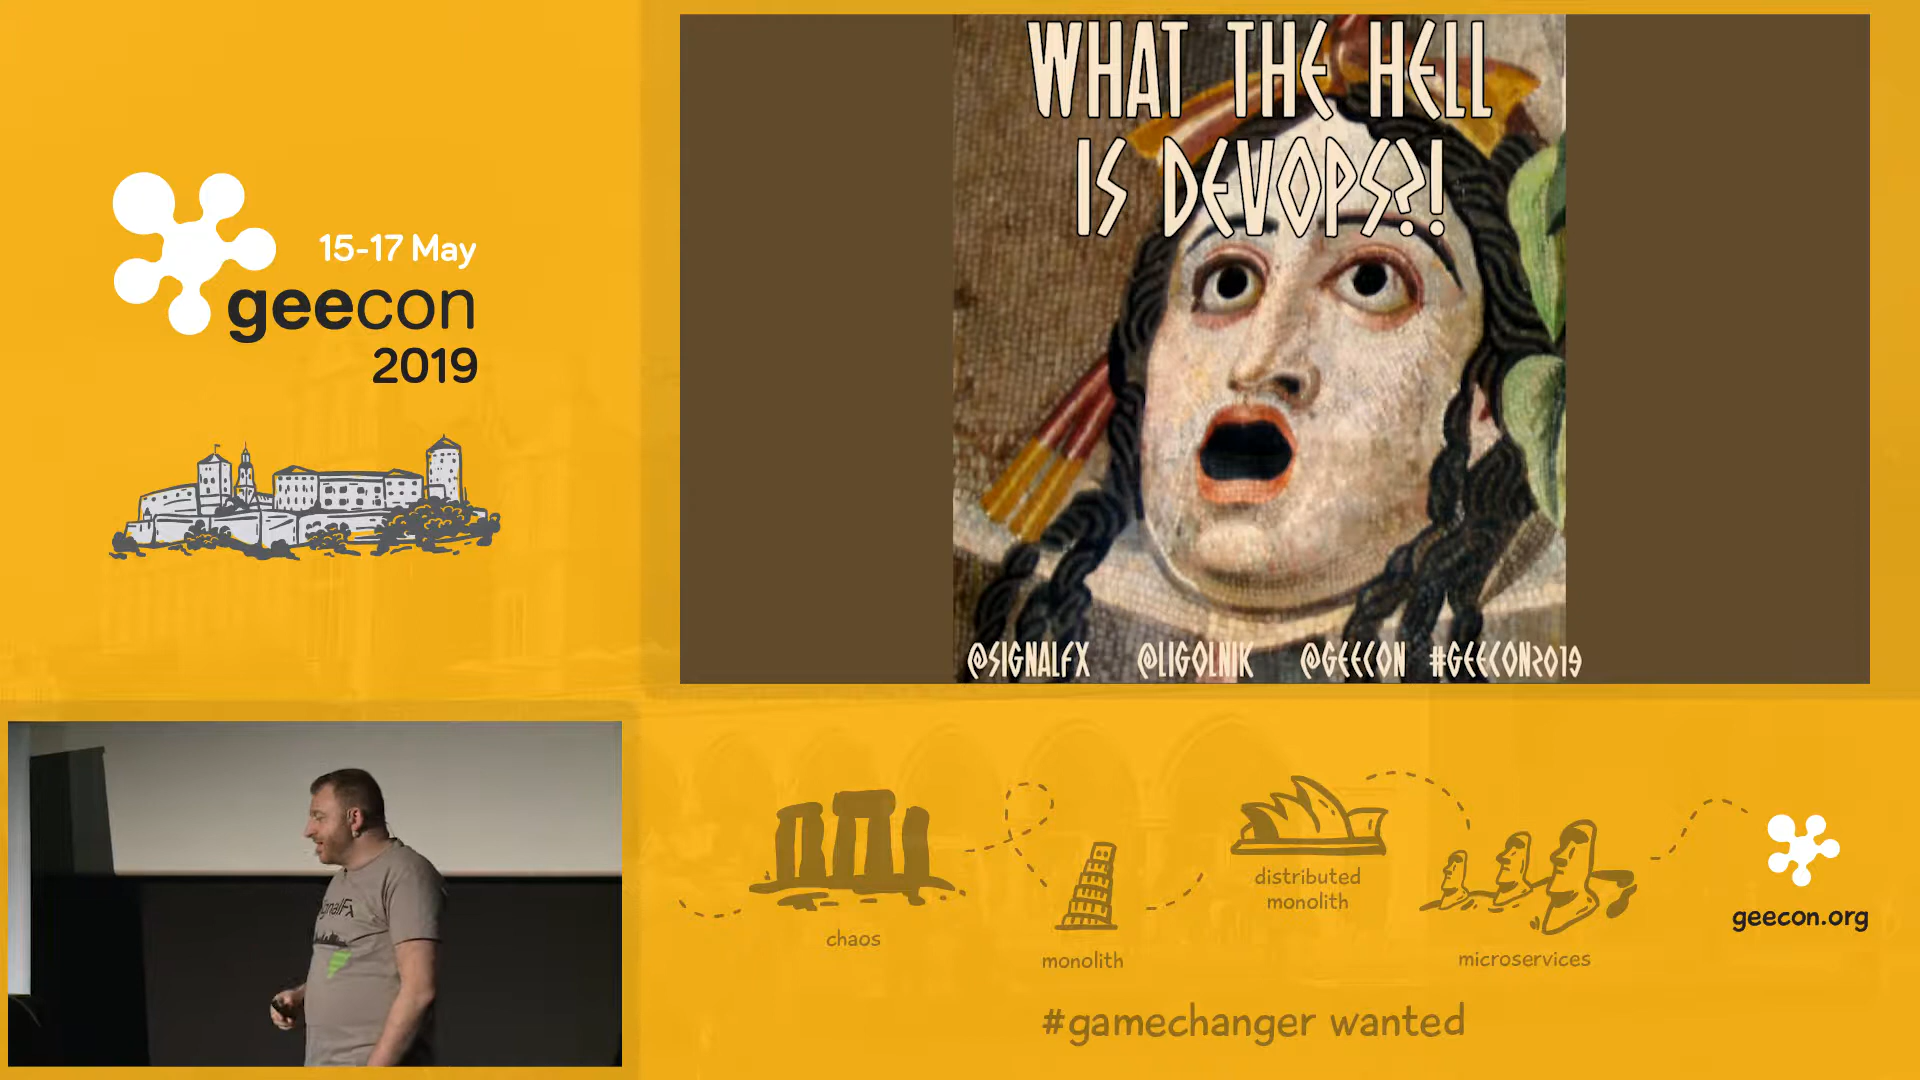 15-17 May
geecon
2019
WHAT THE HELL
IS DEVOPS?!
@SIGNALFX @LIGOLNIK @GEECON #GEECON2019
chaos
monolith
distributed
monolith
microservices
geecon.org
#gamechanger wanted